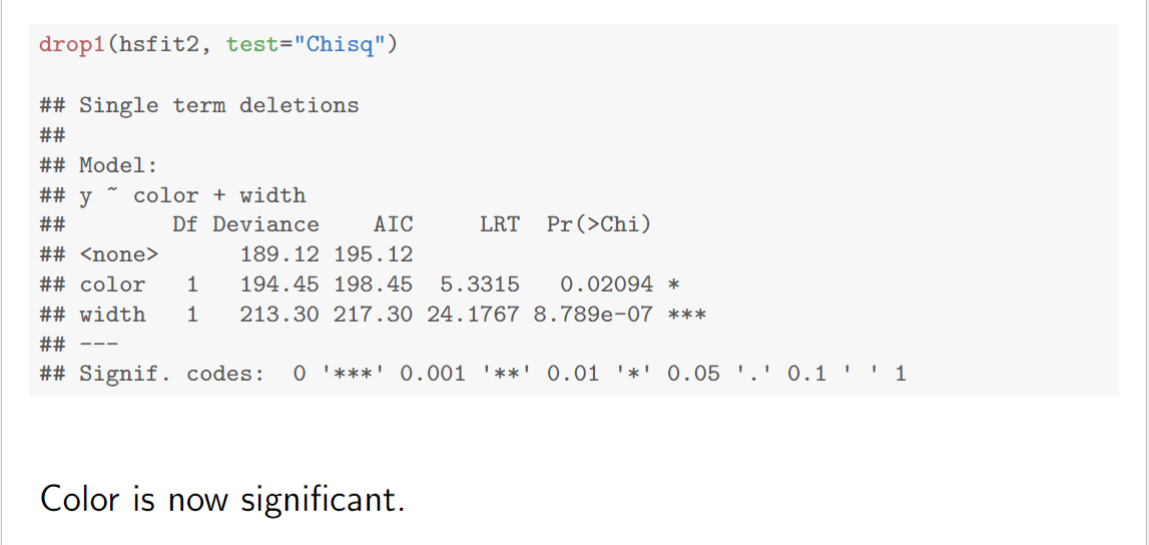 drop1(hsfit2, test="Chisq")
## Single term deletions
##
## Model:
## y ~ color + width
##        Df Deviance    AIC     LRT  Pr(>Chi)
## <none>      189.12 195.12
## color   1   194.45 198.45  5.3315   0.02094 *
## width   1   213.30 217.30 24.1767 8.789e-07 ***
## ---
## Signif. codes:  0 '***' 0.001 '**' 0.01 '*' 0.05 '.' 0.1 ' ' 1
Color is now significant.